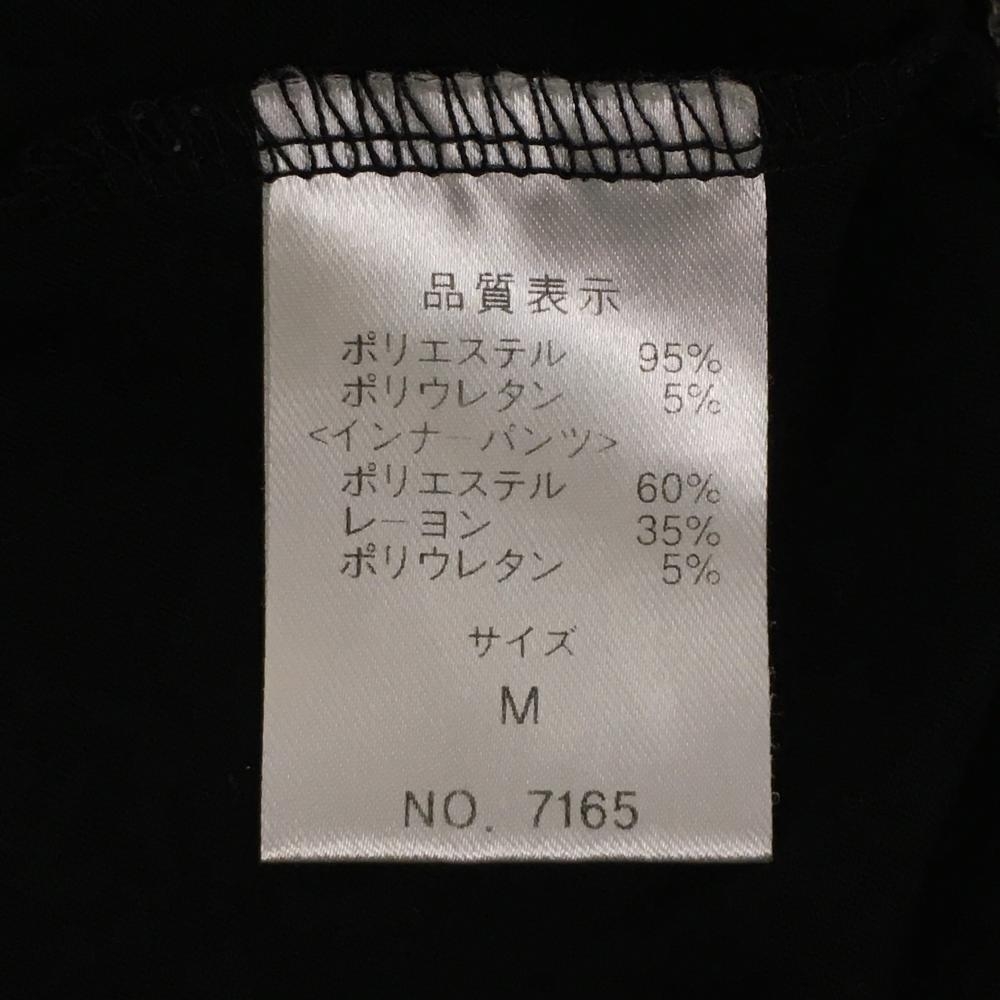 品質表示
ポリエステル 95%
ポリウレタン 5%
<インナーパンツ>
ポリエステル 60%
レーヨン 35%
ポリウレタン 5%
サイズ
M
NO. 7165